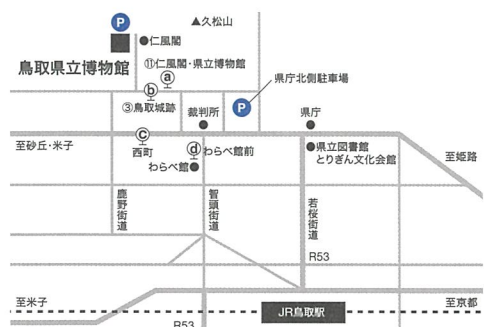 P
▲久松山
●仁風閣
鳥取県立博物館
⑪仁風閣・県立博物館
ⓐ
ⓑ
③鳥取城跡
裁判所
P
県庁北側駐車場
県庁
至砂丘・米子
ⓒ
西町
ⓓ
わらべ館前
わらべ館
県立図書館
とりぎん文化会館
至姫路
鹿野街道
智頭街道
若桜街道
R53
至米子
JR鳥取駅
至京都
R53